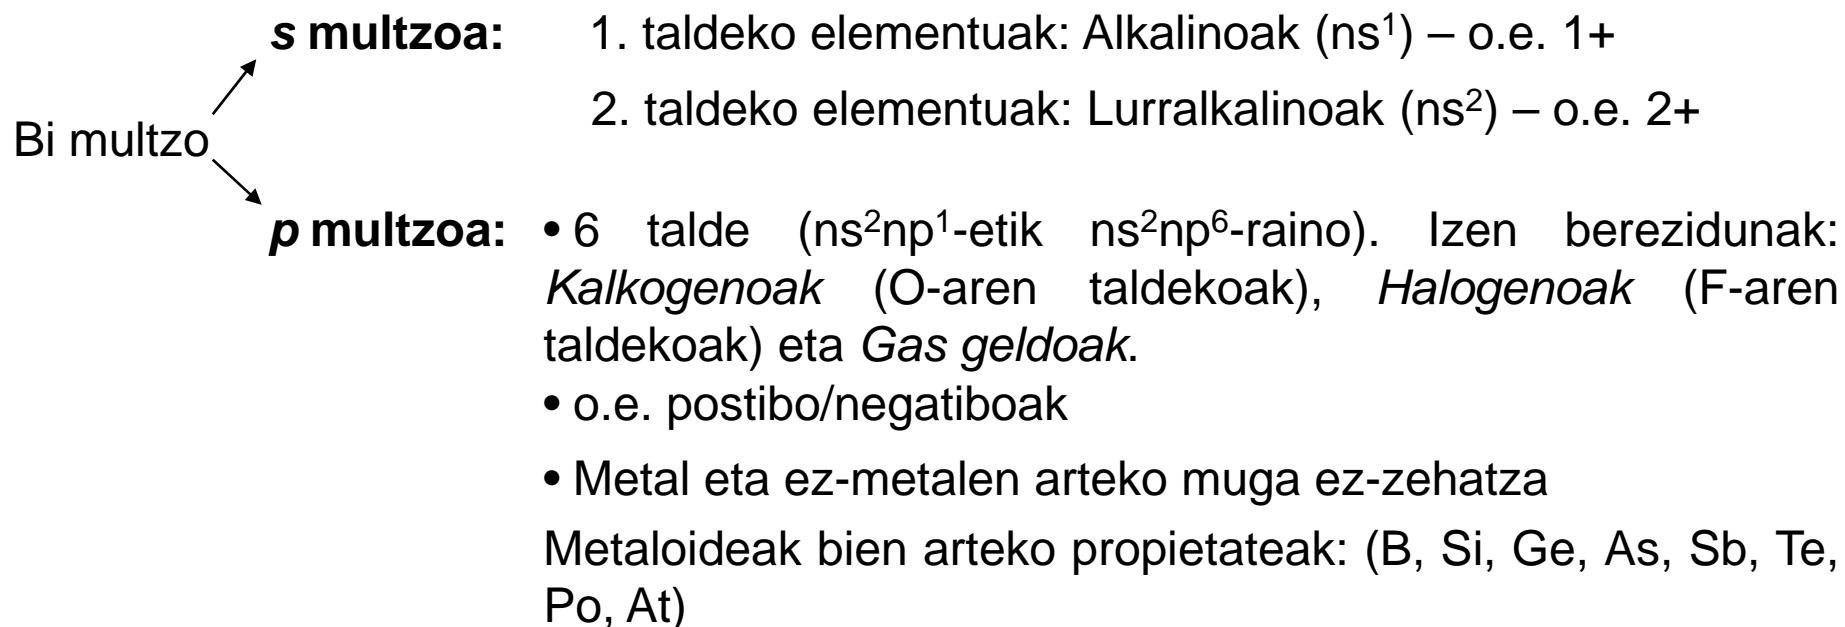 s multzoa: 1. taldeko elementuak: Alkalinoak (ns¹) – o.e. 1+
2. taldeko elementuak: Lurralkalinoak (ns²) – o.e. 2+
Bi multzo
p multzoa: • 6 talde (ns²np¹-etik ns²np⁶-raino). Izen berezidunak:
Kalkogenoak (O-aren taldekoak), Halogenoak (F-aren
taldekoak) eta Gas geldoak.
• o.e. postibo/negatiboak
• Metal eta ez-metalen arteko muga ez-zehatza
Metaloideak bien arteko propietateak: (B, Si, Ge, As, Sb, Te,
Po, At)